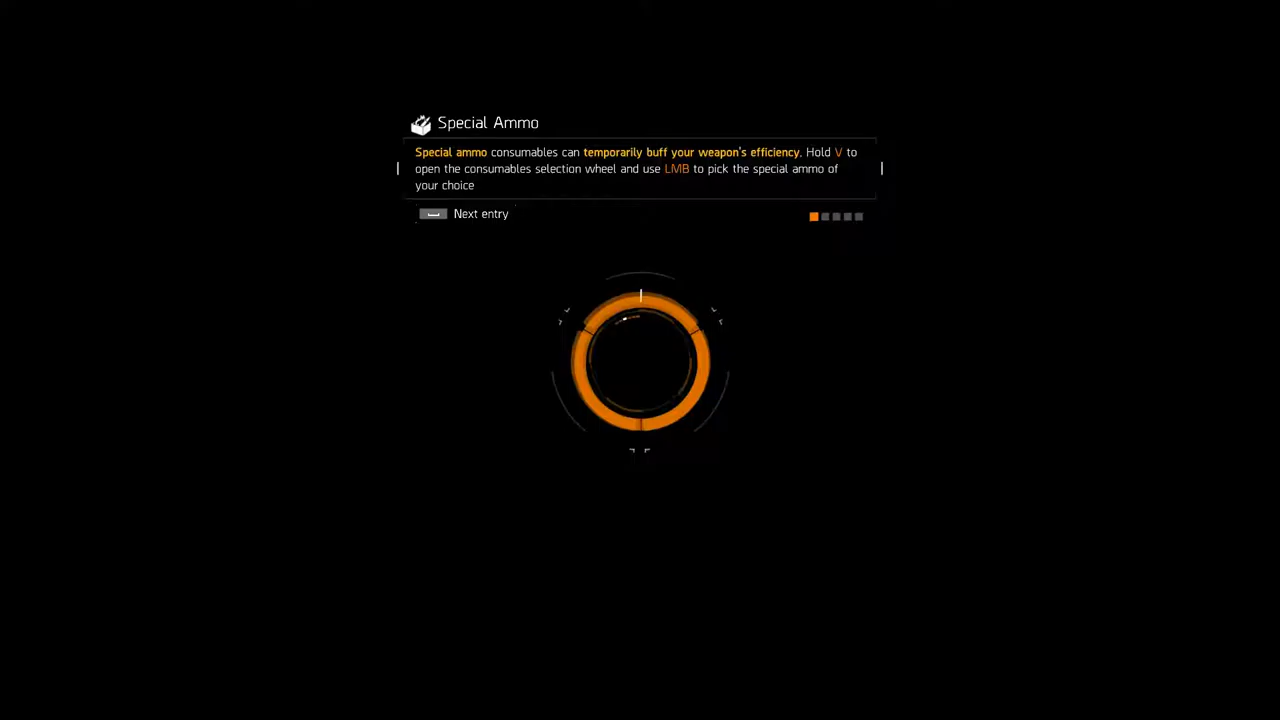 Special Ammo
Special ammo consumables can temporarily buff your weapon's efficiency. Hold V to
open the consumables selection wheel and use LMB to pick the special ammo of
your choice
Next entry